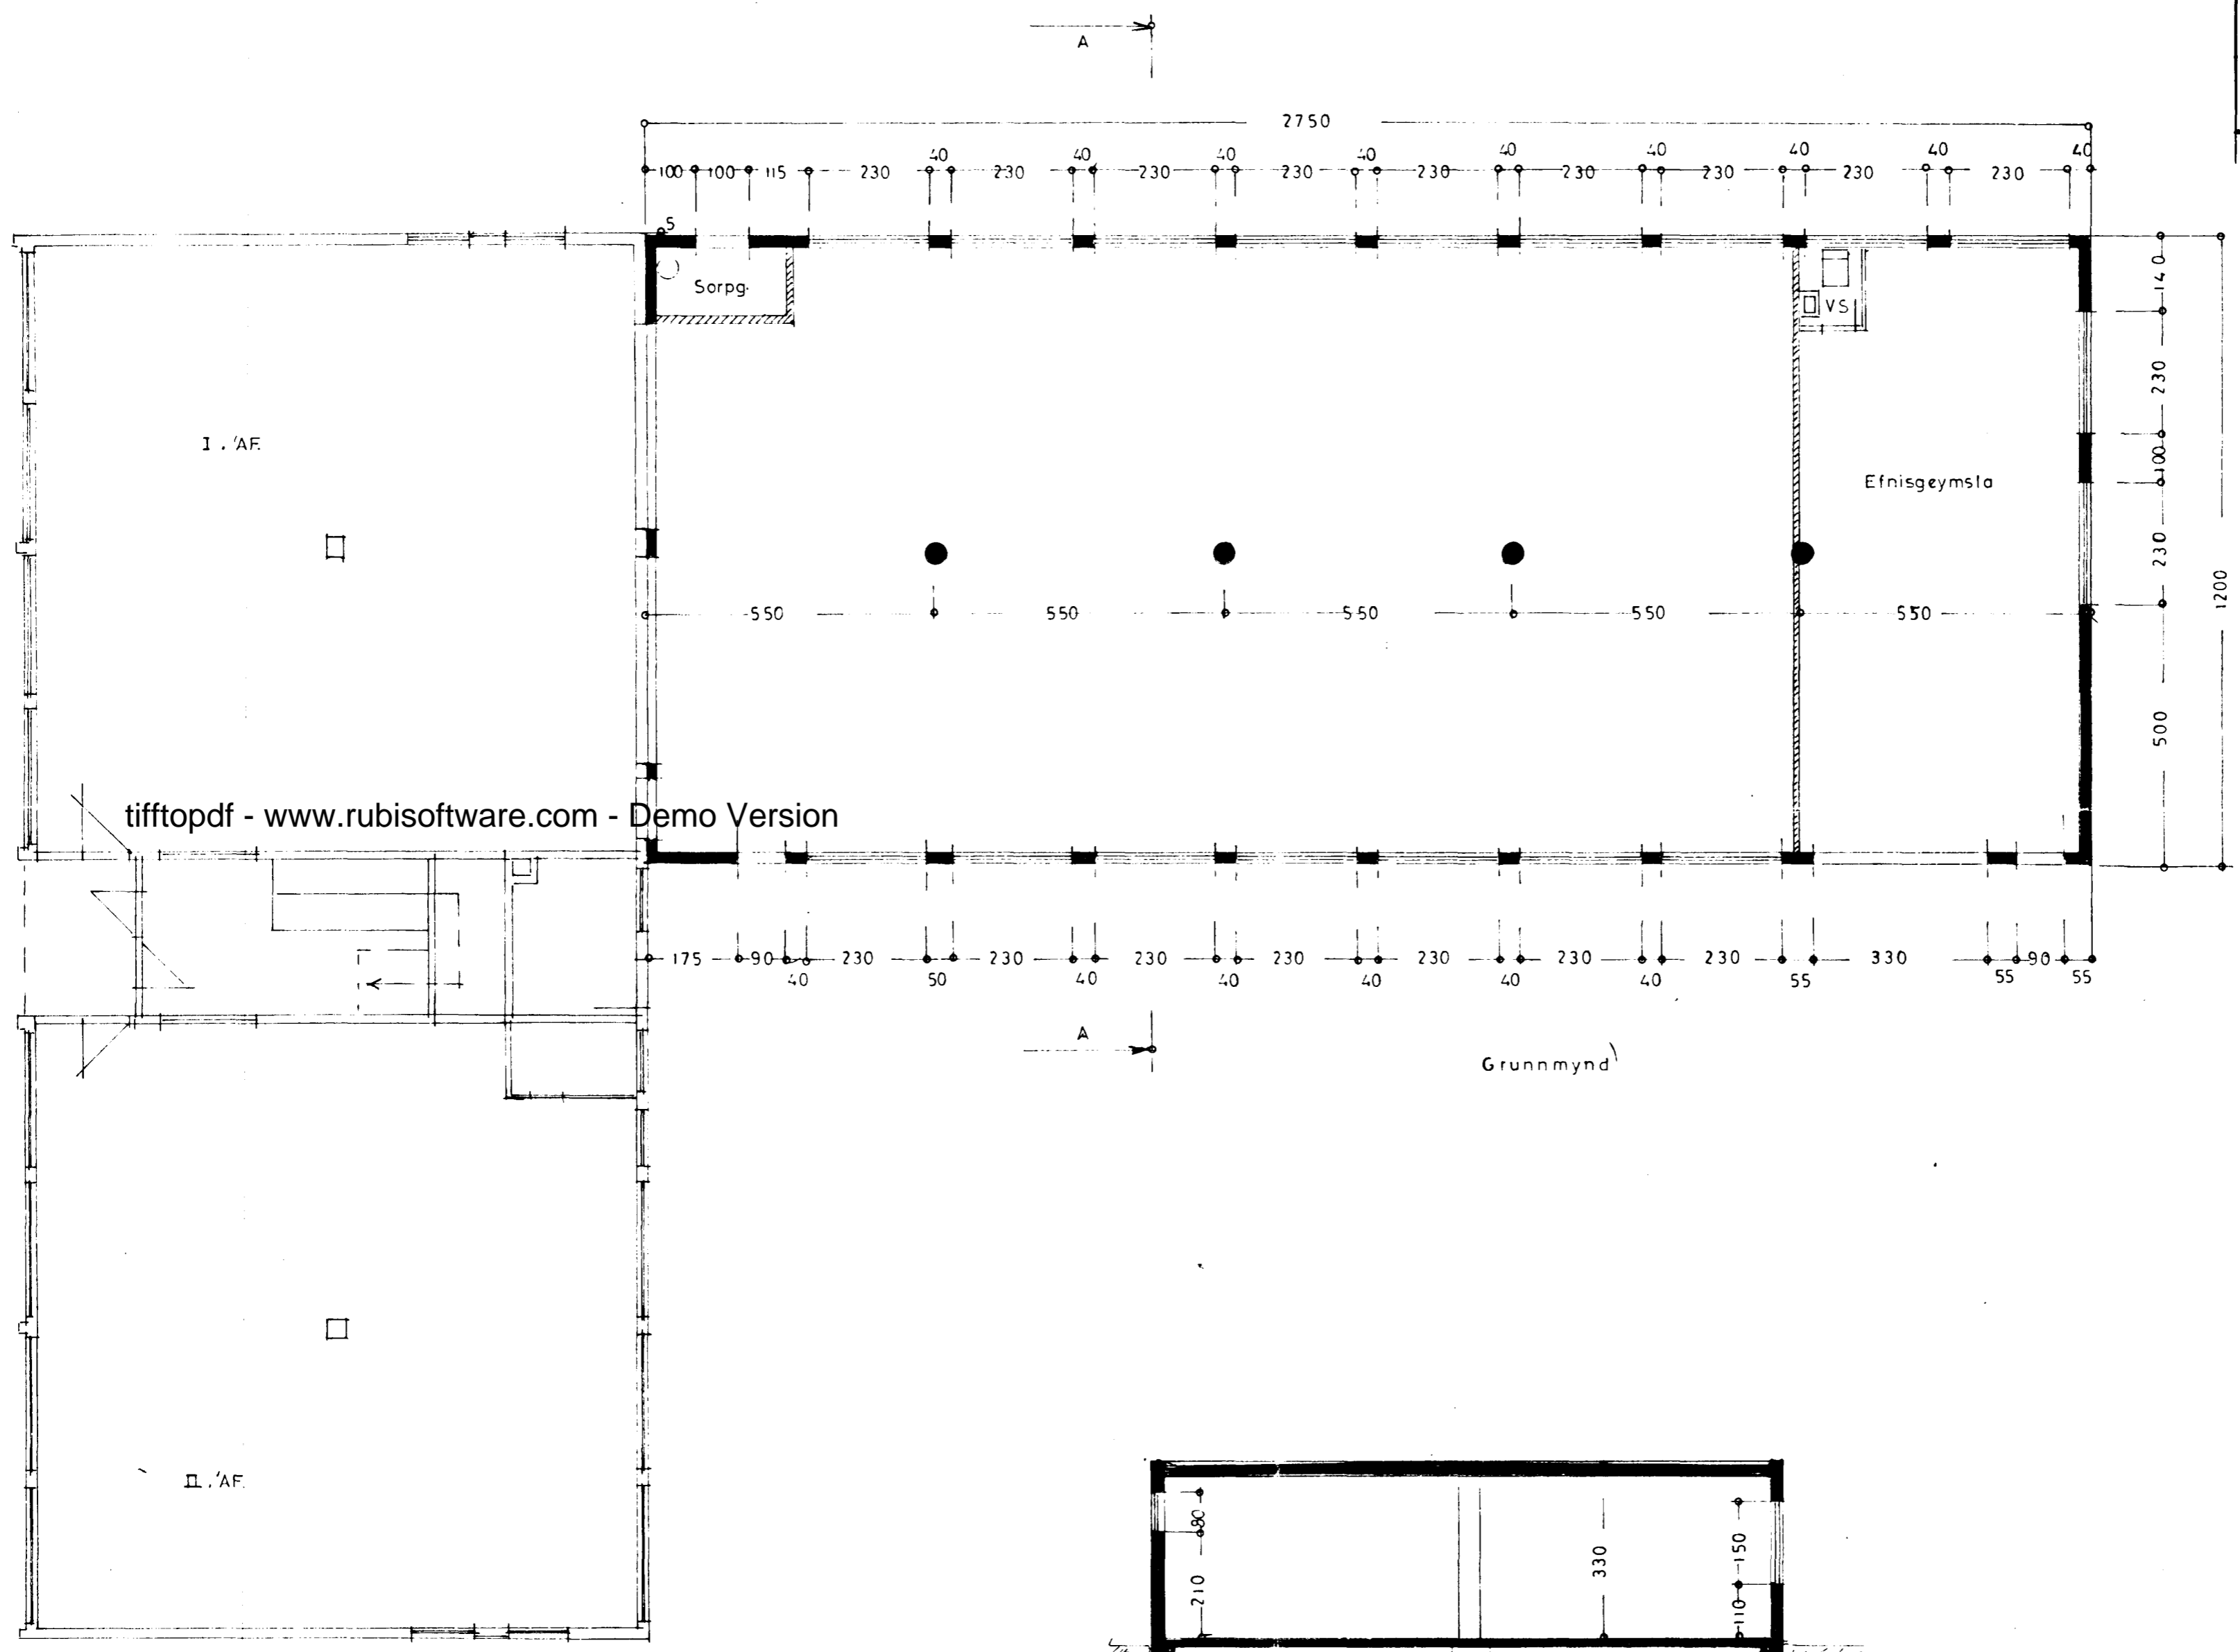 A
2750
40 40 40 40 40 40 40 40 40
100 100 115 230 230 230 230 230 230 230 230 230
5
Sorpg.
VS
140
230
100
230
500
1200
I. ÁF.
Efnisgeymsla
550 550 550 550 550
tifftopdf - www.rubisoftware.com - Demo Version
175 90 230 230 230 230 230 230 230 330 90
40 50 40 40 40 40 40 55 55 55
A
Grunnmynd
II. ÁF.
80
210
330
150
110